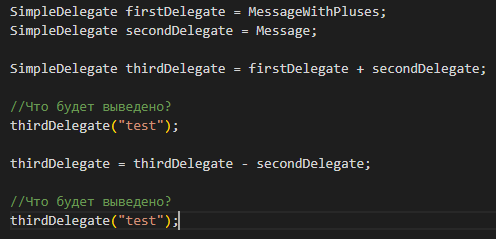 SimpleDelegate firstDelegate = MessageWithPluses;
SimpleDelegate secondDelegate = Message;
SimpleDelegate thirdDelegate = firstDelegate + secondDelegate;
//Что будет выведено?
thirdDelegate("test");
thirdDelegate = thirdDelegate - secondDelegate;
//Что будет выведено?
thirdDelegate("test");